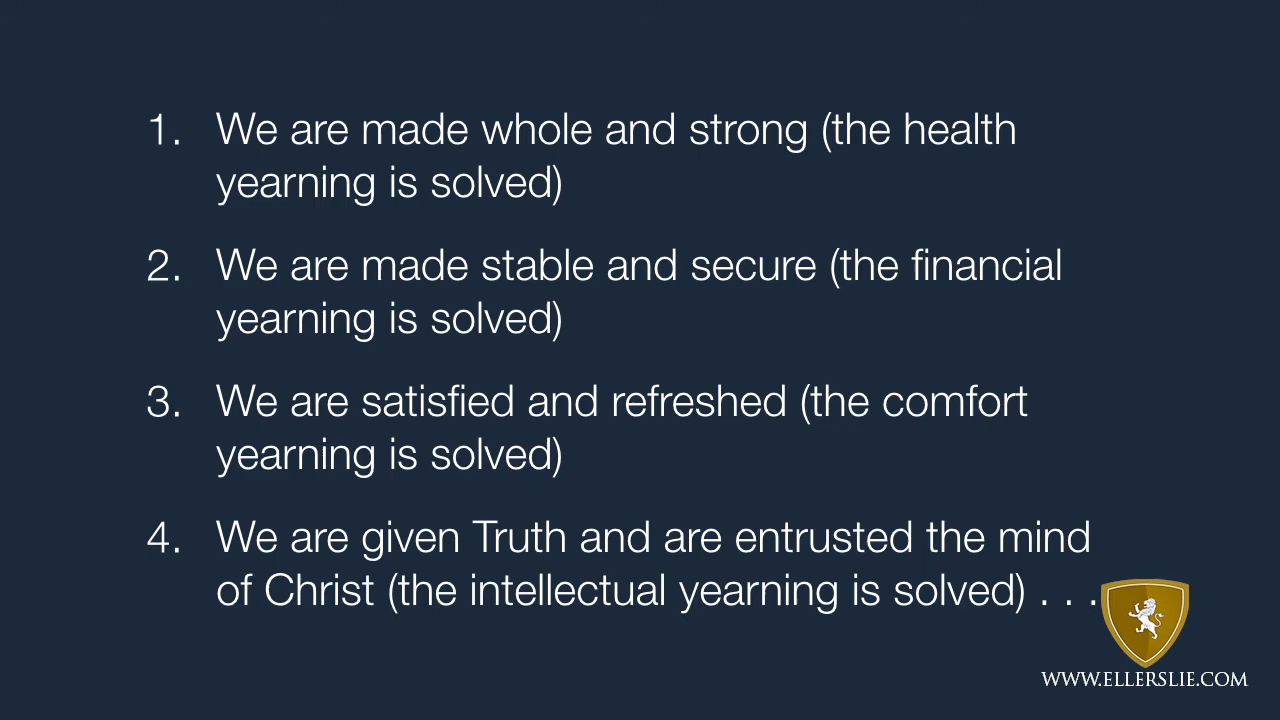 1. We are made whole and strong (the health
yearning is solved)
2. We are made stable and secure (the financial
yearning is solved)
3. We are satisfied and refreshed (the comfort
yearning is solved)
4. We are given Truth and are entrusted the mind
of Christ (the intellectual yearning is solved) . . .
WWW.ELLERSLIE.COM